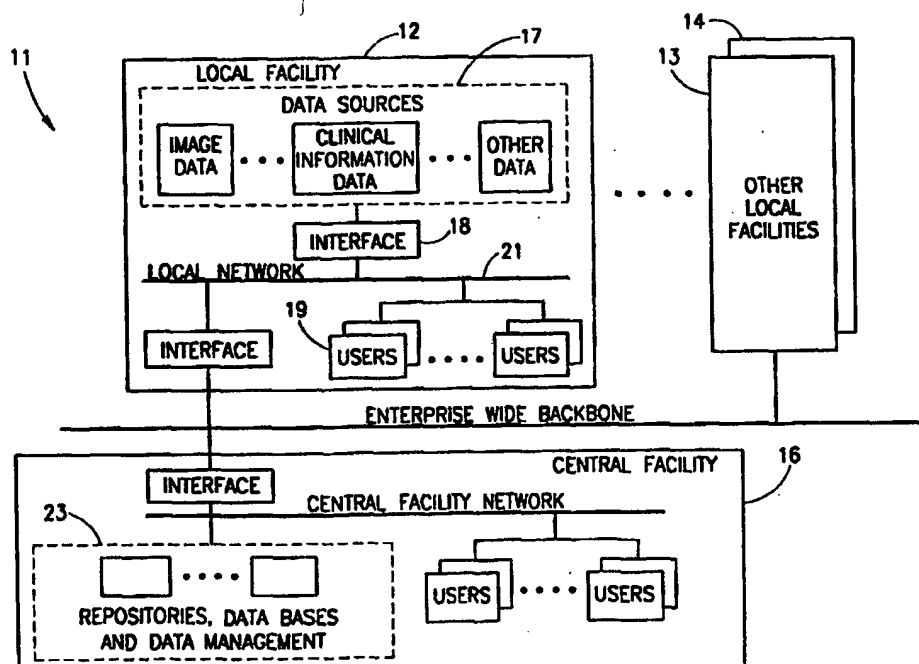 11
12
17
14
13
LOCAL FACILITY
DATA SOURCES
IMAGE
DATA
CLINICAL
INFORMATION
DATA
OTHER
DATA
OTHER
LOCAL
FACILITIES
INTERFACE
18
LOCAL NETWORK
21
INTERFACE
19
USERS
USERS
ENTERPRISE WIDE BACKBONE
CENTRAL FACILITY
16
INTERFACE
CENTRAL FACILITY NETWORK
23
REPOSITORIES, DATA BASES
AND DATA MANAGEMENT
USERS
USERS